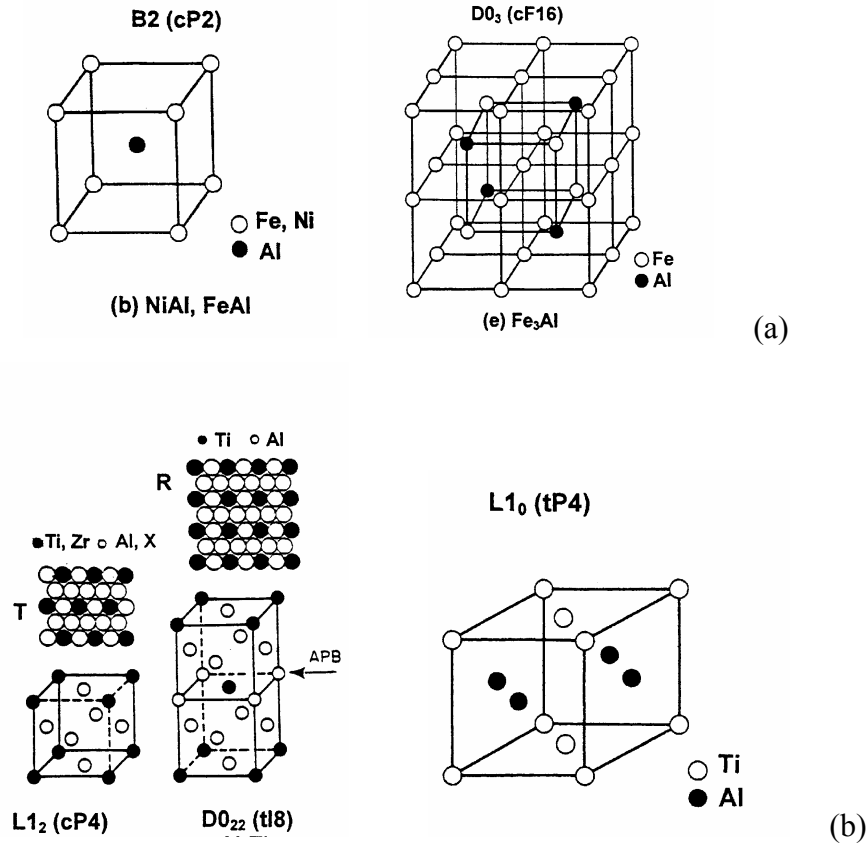 B2 (cP2)
Fe, Ni
Al
(b) NiAl, FeAl
D0₃ (cF16)
Fe
Al
(e) Fe₃Al
(a)
Ti Al
R
Ti, Zr Al, X
T
APB
L1₂ (cP4)
D0₂₂ (tI8)
L1₀ (tP4)
Ti
Al
(b)